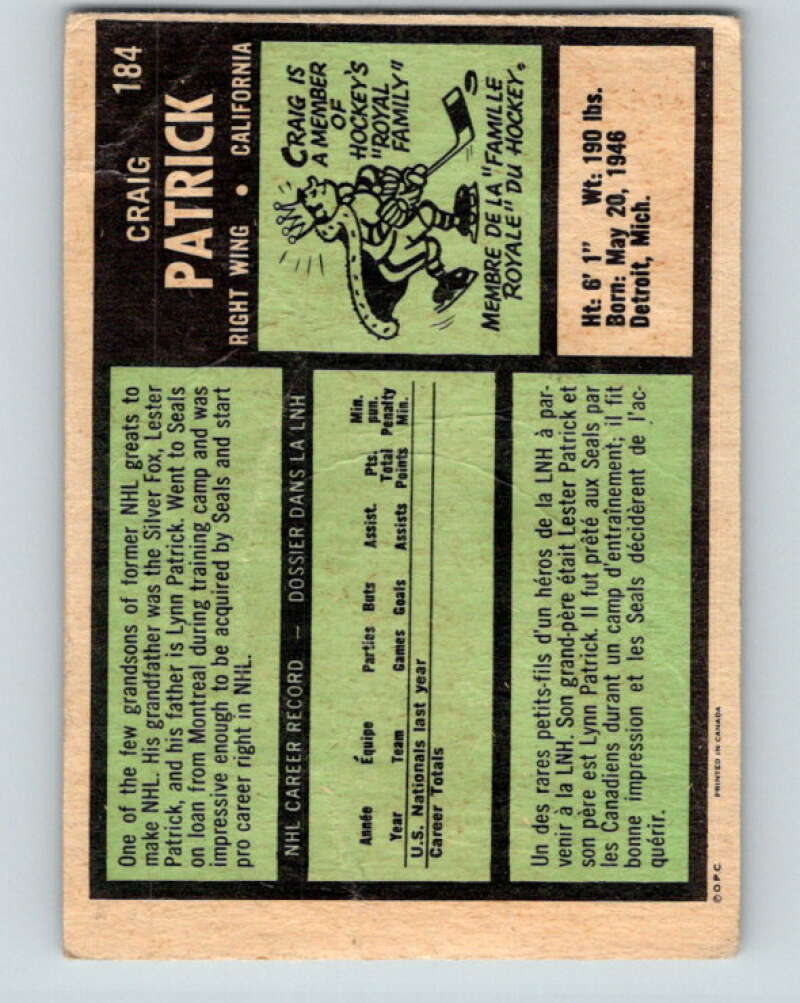 CRAIG 184
PATRICK
RIGHT WING • CALIFORNIA
CRAIG IS
A MEMBER
OF
HOCKEY'S
"ROYAL
FAMILY"
MEMBRE DE LA "FAMILLE
ROYALE" DU HOCKEY.
Ht: 6' 1" Wt: 190 lbs.
Born: May 20, 1946
Detroit, Mich.
One of the few grandsons of former NHL greats to
make NHL. His grandfather was the Silver Fox, Lester
Patrick, and his father is Lynn Patrick. Went to Seals
on loan from Montreal during training camp and was
impressive enough to be acquired by Seals and start
pro career right in NHL.
NHL CAREER RECORD — DOSSIER DANS LA LNH
Année Équipe Parties Buts Assist. Pts. Total Min. pun.
Year Team Games Goals Assists Points Penalty Min.
U.S. Nationals last year
Career Totals
Un des rares petits-fils d'un héros de la LNH à par-
venir à la LNH. Son grand-père était Lester Patrick et
son père est Lynn Patrick. Il fut prêté aux Seals par
les Canadiens durant un camp d'entraînement; il fit
bonne impression et les Seals décidèrent de l'ac-
quérir.
© O.P.C. PRINTED IN CANADA